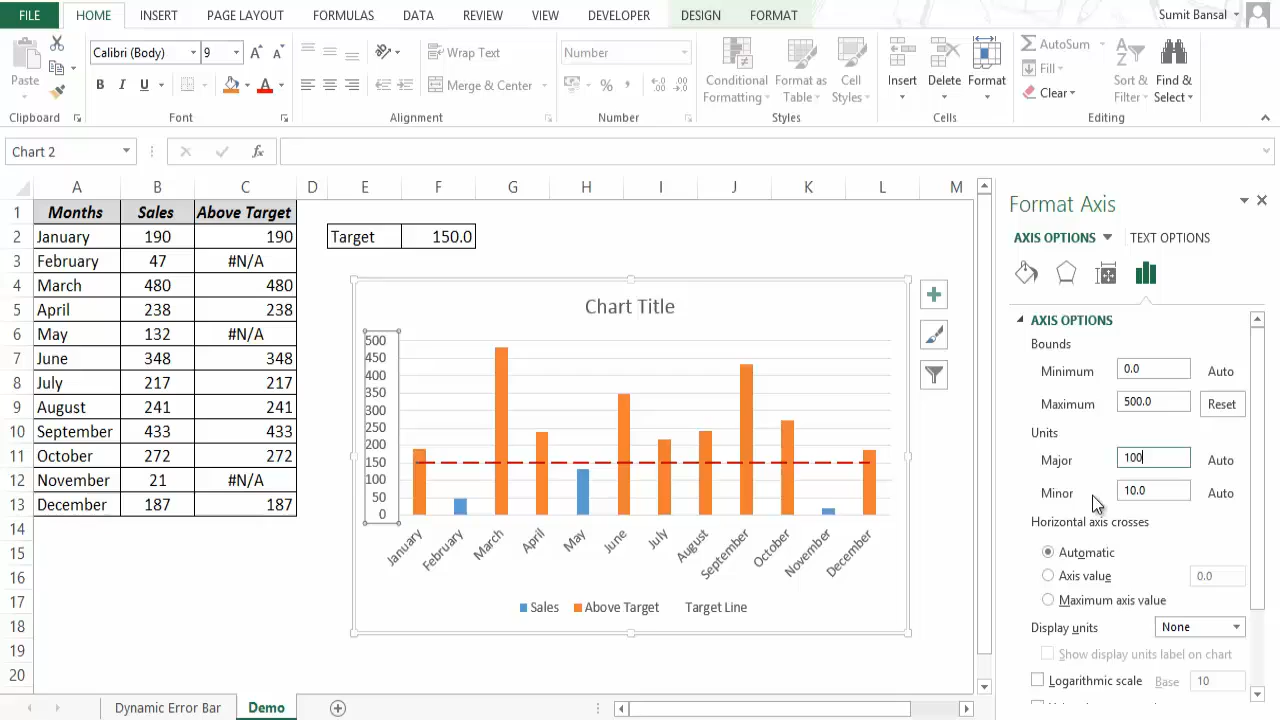 FILE HOME INSERT PAGE LAYOUT FORMULAS DATA REVIEW VIEW DEVELOPER DESIGN FORMAT Sumit Bansal
Calibri (Body) 9 Wrap Text Number AutoSum
Paste B I U Merge & Center % Conditional Formatting Format as Table Cell Styles Insert Delete Format Fill Clear Sort & Filter Find & Select
Clipboard Font Alignment Number Styles Cells Editing
Chart 2 fx
A B C D E F G H I J K L M
1 Months Sales Above Target
2 January 190 190 Target 150.0
3 February 47 #N/A
4 March 480 480
5 April 238 238
6 May 132 #N/A
7 June 348 348
8 July 217 217
9 August 241 241
10 September 433 433
11 October 272 272
12 November 21 #N/A
13 December 187 187
14
15
16
17
18
19
20
Chart Title
500
450
400
350
300
250
200
150
100
50
0
January February March April May June July August September October November December
Sales Above Target Target Line
Format Axis
AXIS OPTIONS TEXT OPTIONS
AXIS OPTIONS
Bounds
Minimum 0.0 Auto
Maximum 500.0 Reset
Units
Major 100 Auto
Minor 10.0 Auto
Horizontal axis crosses
Automatic
Axis value 0.0
Maximum axis value
Display units None
Show display units label on chart
Logarithmic scale Base 10
Dynamic Error Bar Demo